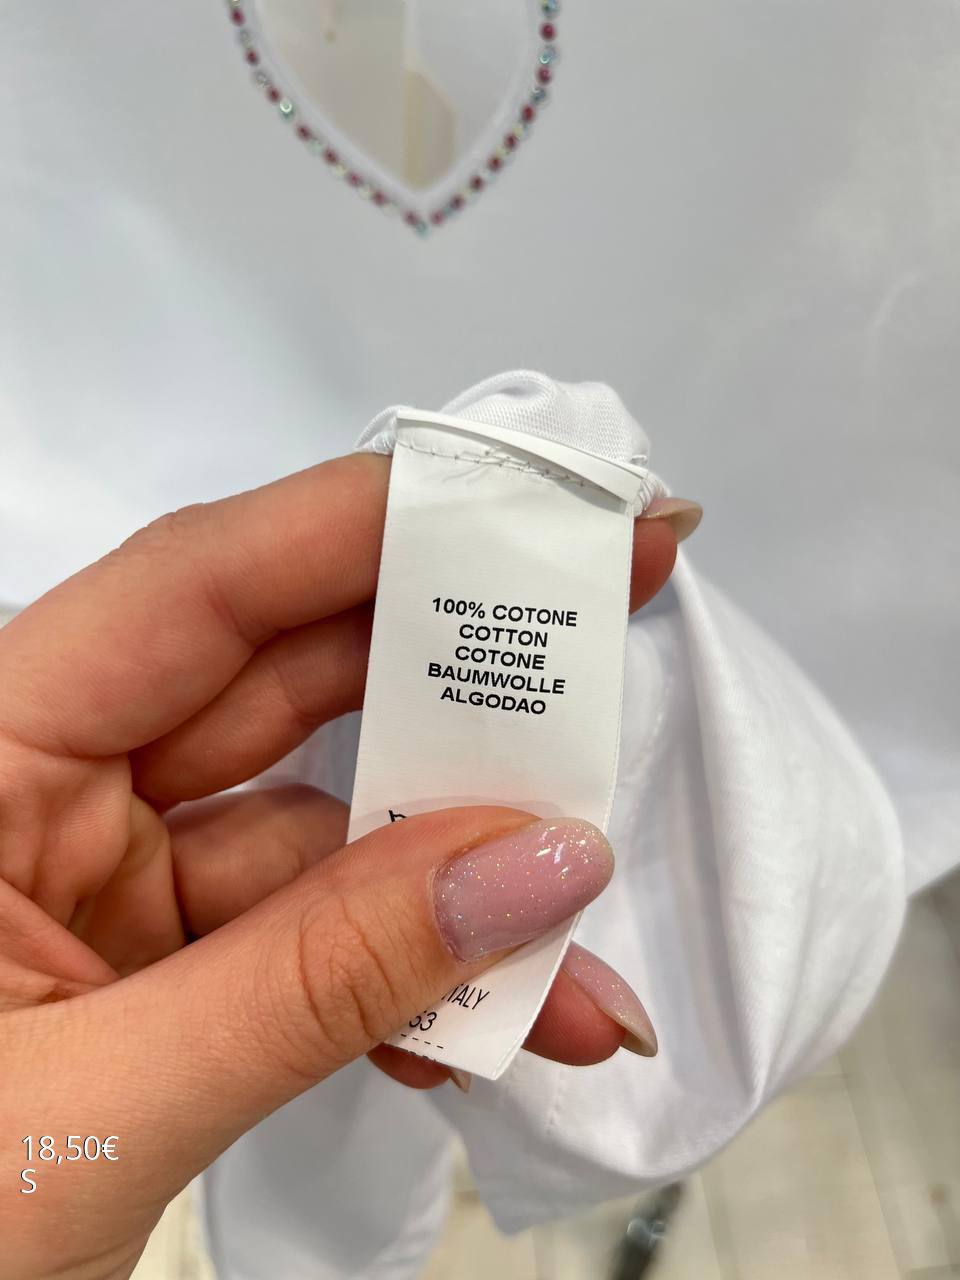 100% COTONE
COTTON
COTONE
BAUMWOLLE
ALGODAO
18,50€
S